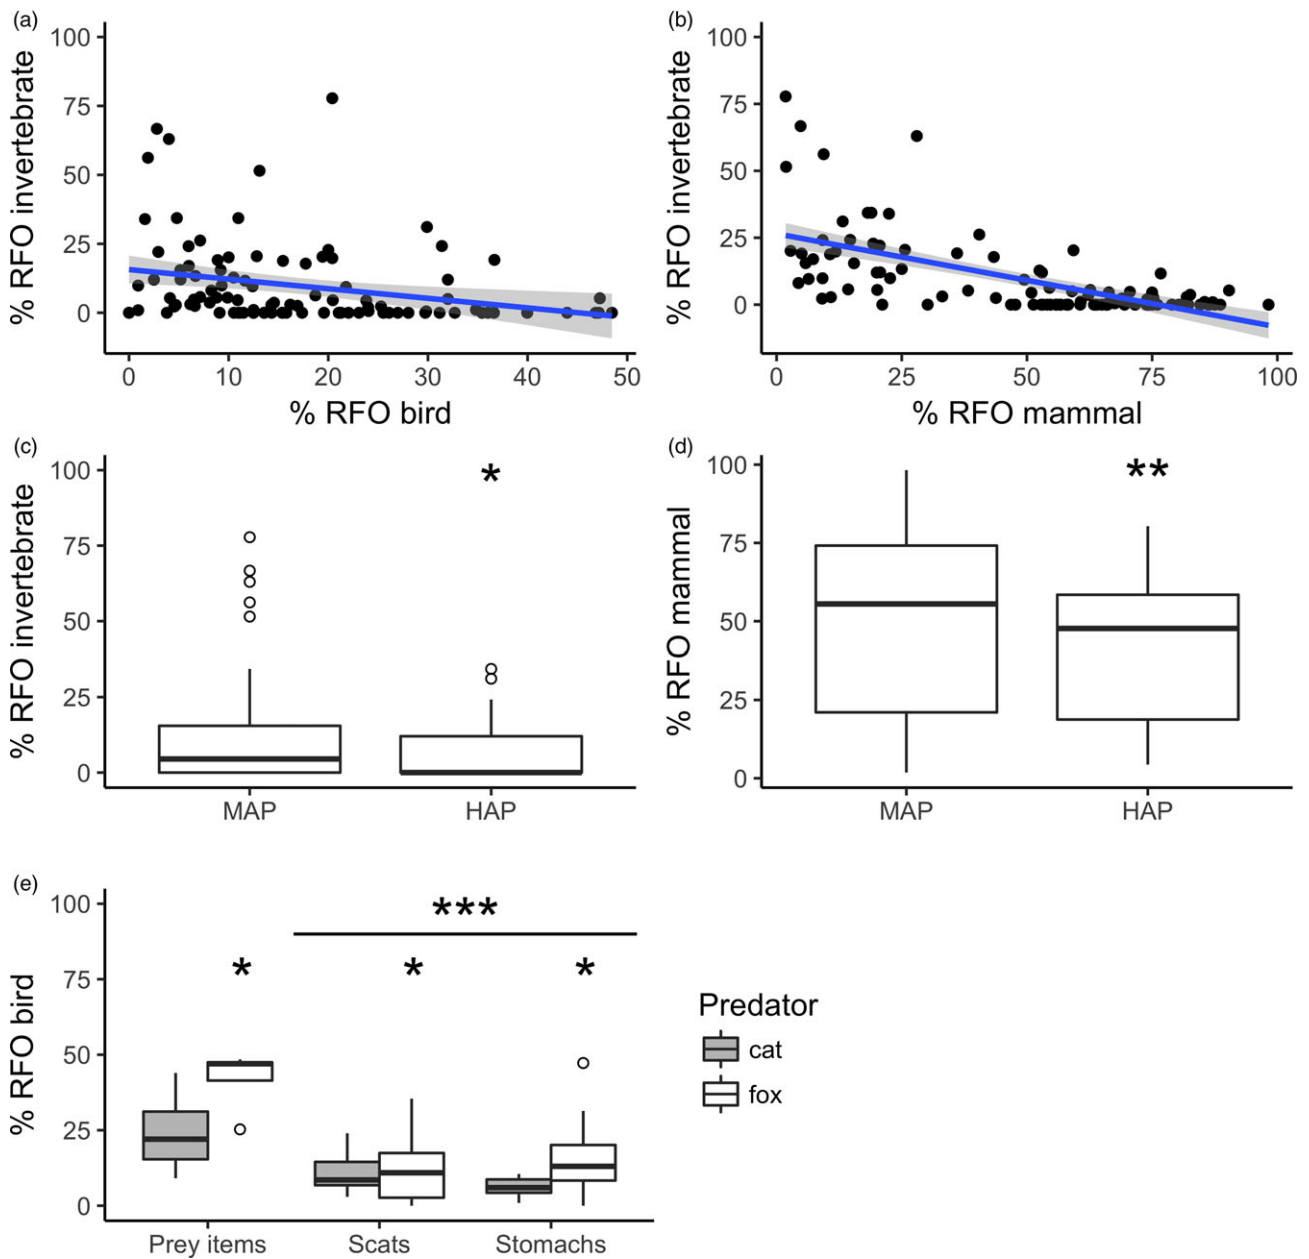 (a)
% RFO invertebrate
100
75
50
25
0
0 10 20 30 40 50
% RFO bird
(b)
% RFO invertebrate
100
75
50
25
0
0 25 50 75 100
% RFO mammal
(c)
% RFO invertebrate
100
75
50
25
0
*
MAP HAP
(d)
% RFO mammal
100
75
50
25
0
**
MAP HAP
(e)
% RFO bird
100
75
50
25
0
***
* * *
Prey items Scats Stomachs
Predator
cat
fox